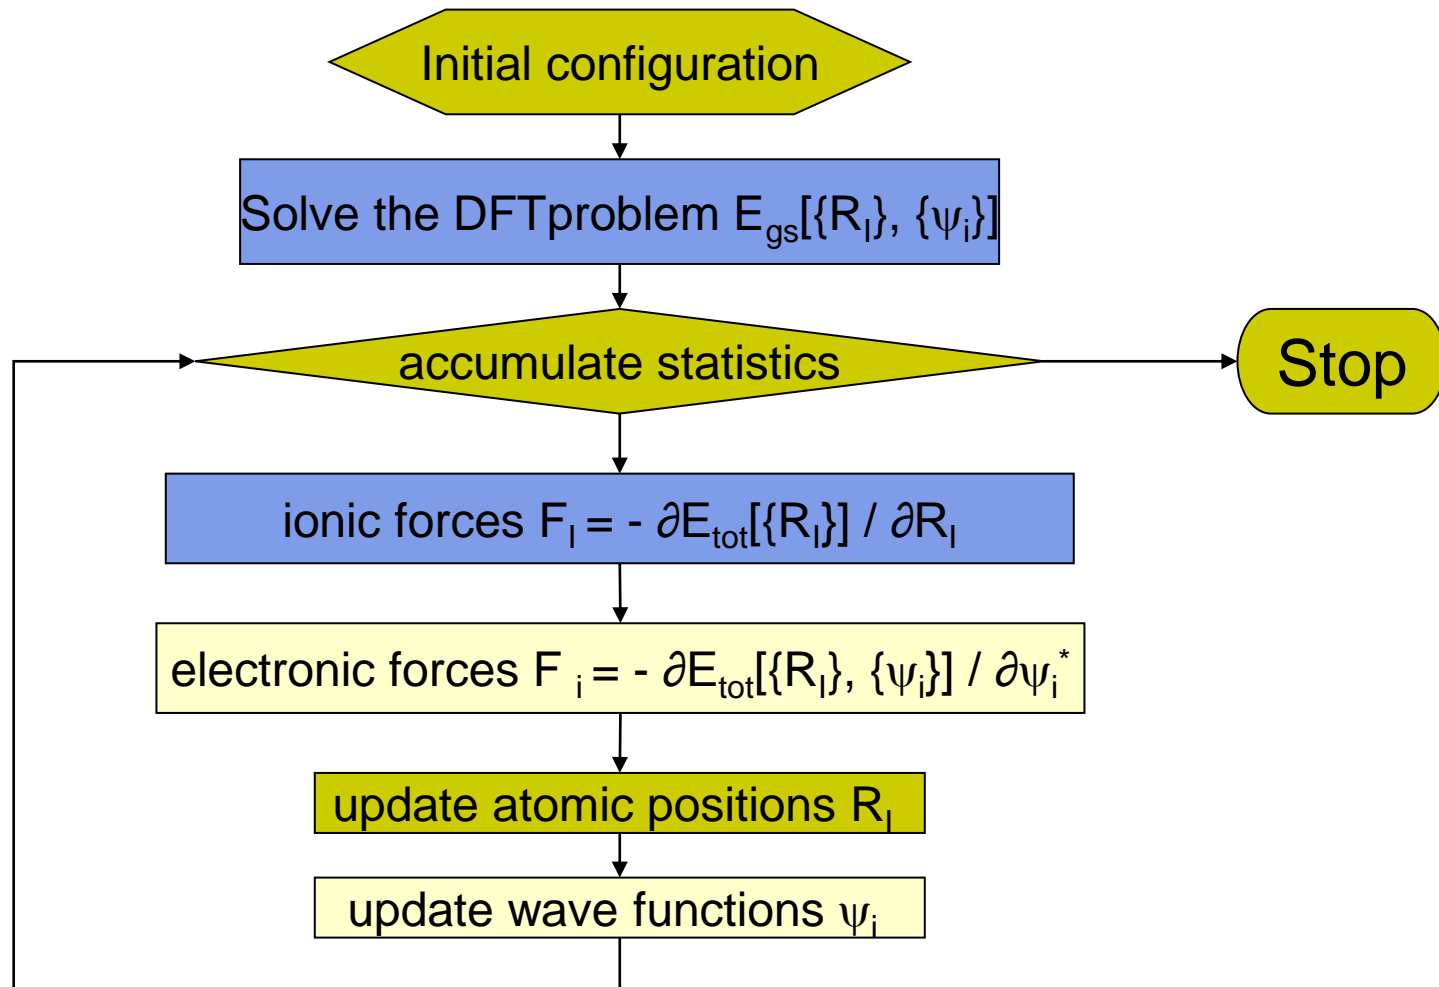 Initial configuration
Solve the DFTproblem E_gs[{R_I}, {ψ_i}]
accumulate statistics
Stop
ionic forces F_I = - ∂E_tot[{R_I}] / ∂R_I
electronic forces F _i = - ∂E_tot[{R_I}, {ψ_i}] / ∂ψ_i^*
update atomic positions R_I
update wave functions ψ_i